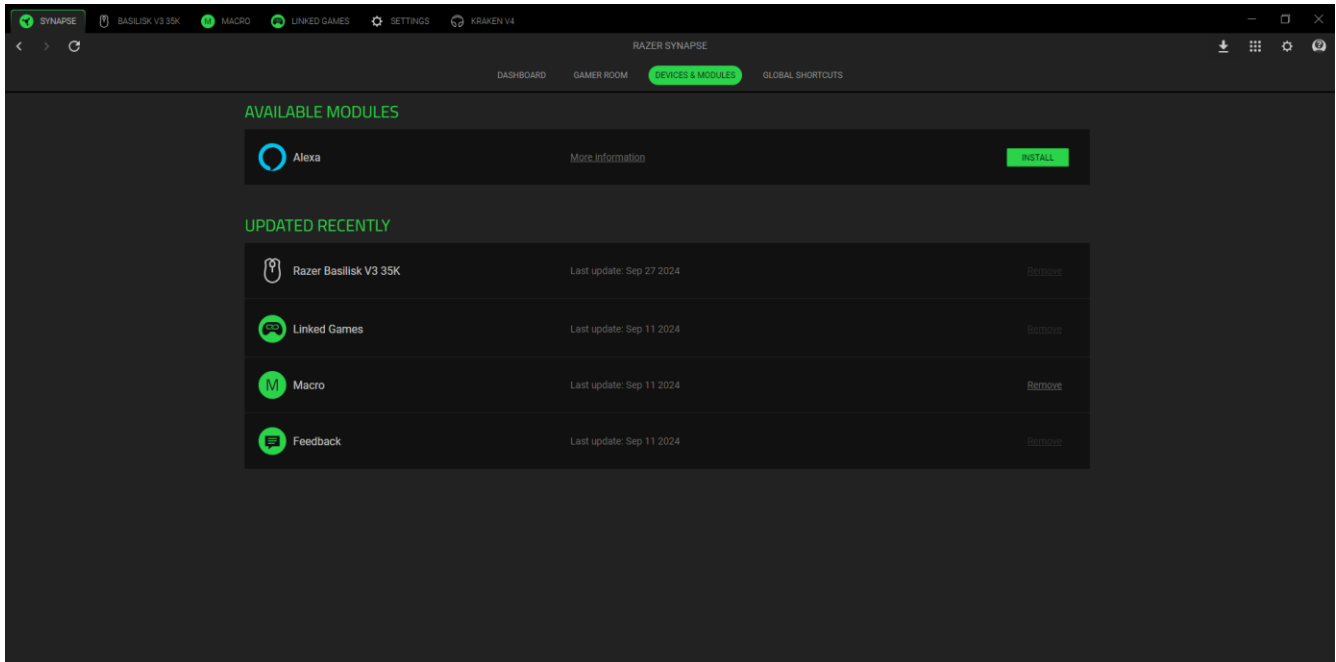 SYNAPSE BASILISK V3 35K M MACRO LINKED GAMES SETTINGS KRAKEN V4
RAZER SYNAPSE
DASHBOARD GAMER ROOM DEVICES & MODULES GLOBAL SHORTCUTS
AVAILABLE MODULES
Alexa More information INSTALL
UPDATED RECENTLY
Razer Basilisk V3 35K Last update: Sep 27 2024 Remove
Linked Games Last update: Sep 11 2024 Remove
M Macro Last update: Sep 11 2024 Remove
Feedback Last update: Sep 11 2024 Remove